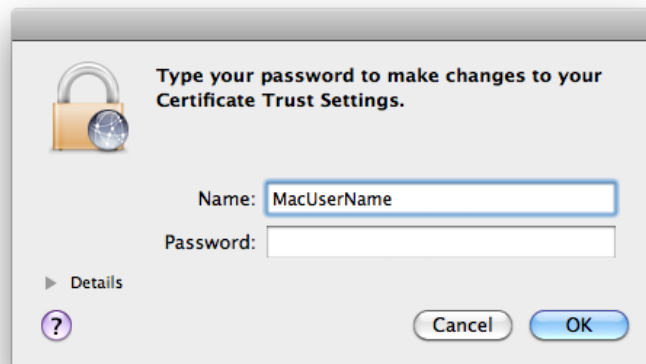 Type your password to make changes to your
Certificate Trust Settings.
Name: MacUserName
Password:
Details
? Cancel OK